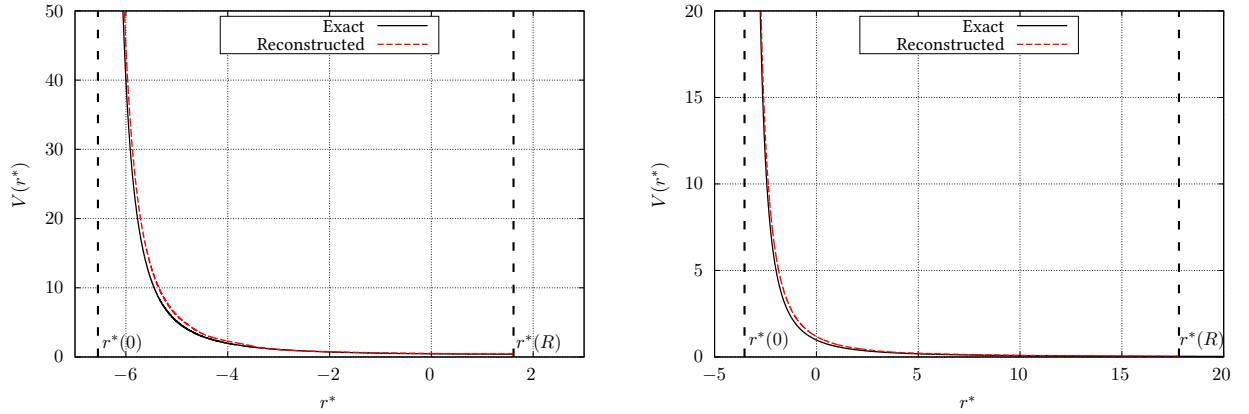 50
40
30
20
10
0
V(r*)
Exact
Reconstructed
r*(0)
r*(R)
−6
−4
−2
0
2
r*
20
15
10
5
0
V(r*)
Exact
Reconstructed
r*(0)
r*(R)
−5
0
5
10
15
20
r*